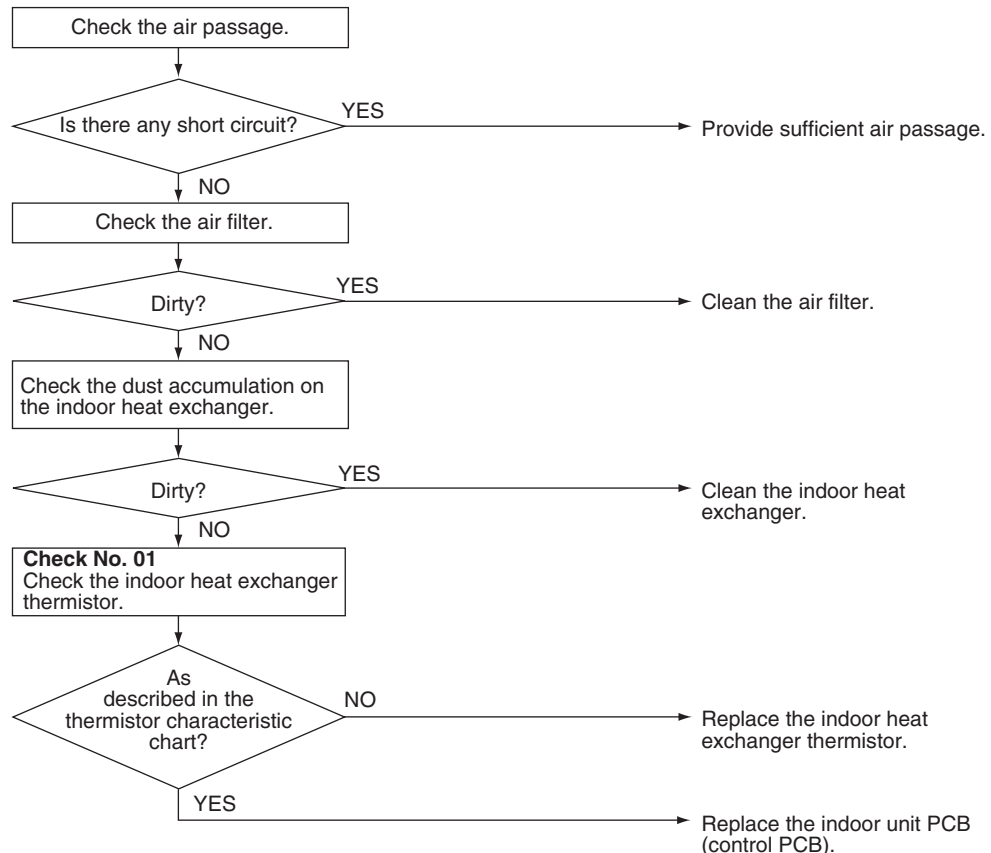 Check the air passage.
Is there any short circuit?
YES
Provide sufficient air passage.
NO
Check the air filter.
Dirty?
YES
Clean the air filter.
NO
Check the dust accumulation on
the indoor heat exchanger.
Dirty?
YES
Clean the indoor heat
exchanger.
NO
Check No. 01
Check the indoor heat exchanger
thermistor.
As
described in the
thermistor characteristic
chart?
NO
Replace the indoor heat
exchanger thermistor.
YES
Replace the indoor unit PCB
(control PCB).